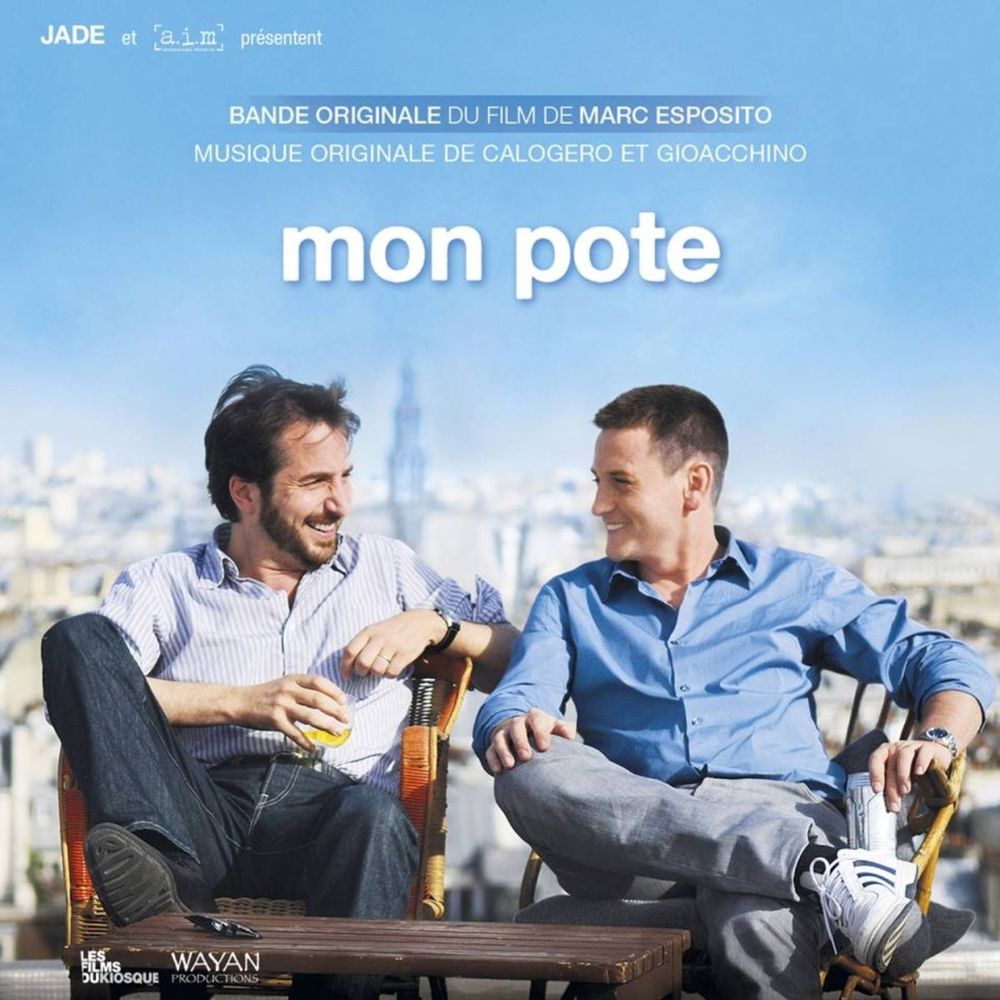 JADE et [a.i.m] présentent
BANDE ORIGINALE DU FILM DE MARC ESPOSITO
MUSIQUE ORIGINALE DE CALOGERO ET GIOACCHINO
mon pote
LES
FILMS
DUKIOSQUE
WAYAN
PRODUCTIONS